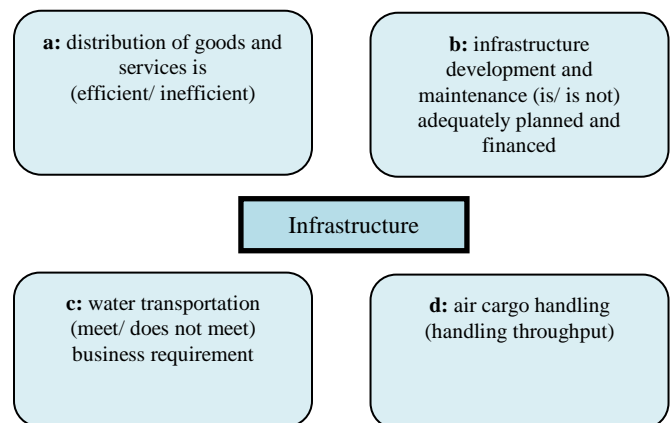 a: distribution of goods and
services is
(efficient/ inefficient)
b: infrastructure
development and
maintenance (is/ is not)
adequately planned and
financed
Infrastructure
c: water transportation
(meet/ does not meet)
business requirement
d: air cargo handling
(handling throughput)